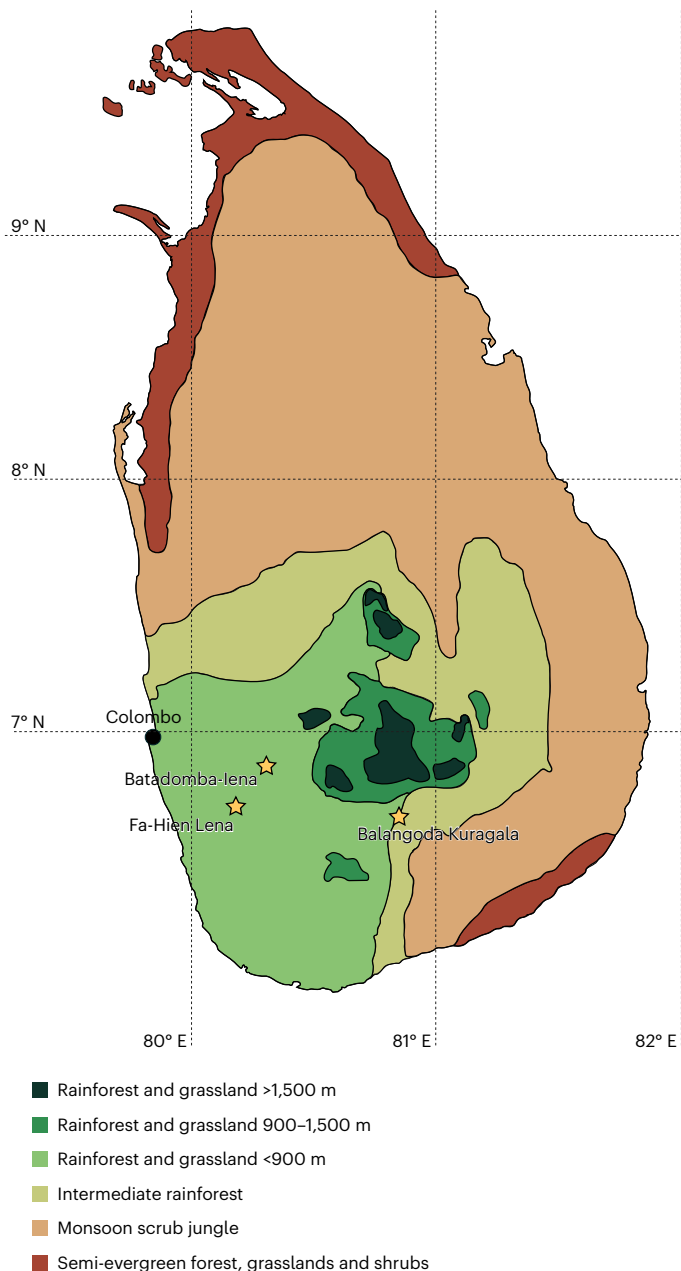 9° N
8° N
7° N
Colombo
Batadomba-lena
Fa-Hien Lena
Balangoda Kuragala
80° E
81° E
82° E
Rainforest and grassland >1,500 m
Rainforest and grassland 900–1,500 m
Rainforest and grassland <900 m
Intermediate rainforest
Monsoon scrub jungle
Semi-evergreen forest, grasslands and shrubs